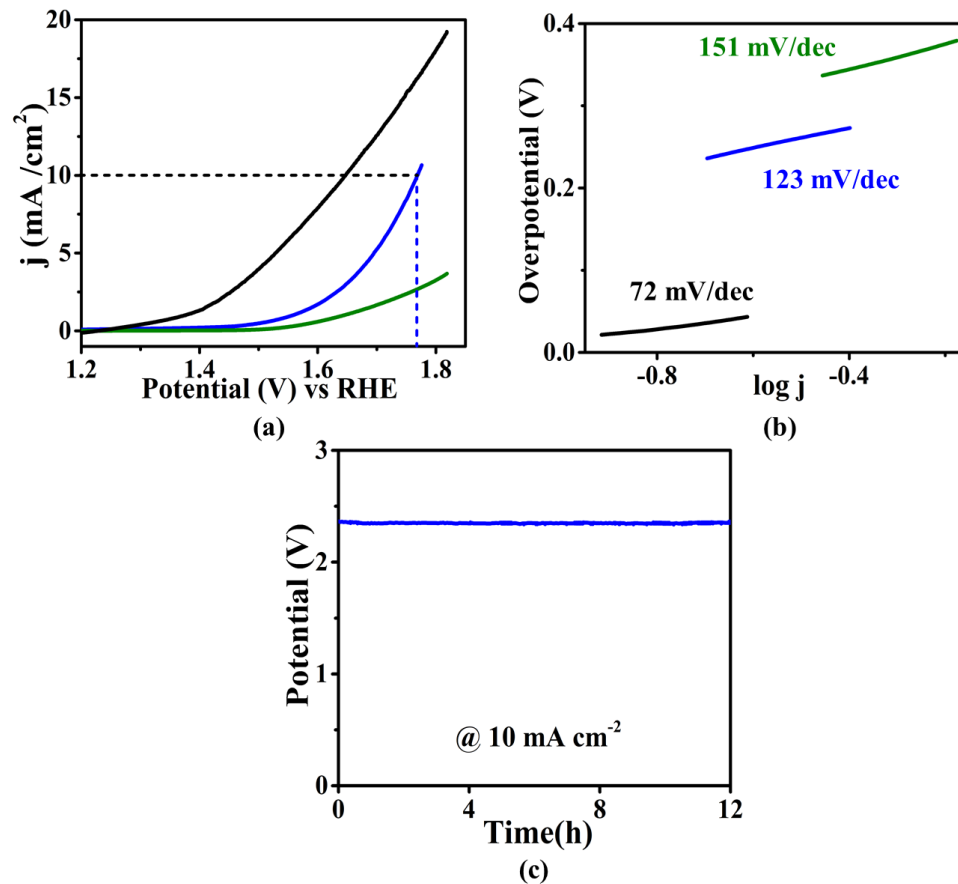 j (mA /cm²)
20
15
10
5
0
1.2
1.4
1.6
1.8
Potential (V) vs RHE
(a)
Overpotential (V)
0.4
0.2
0.0
151 mV/dec
123 mV/dec
72 mV/dec
-0.8
-0.4
log j
(b)
Potential (V)
3
2
1
0
@ 10 mA cm⁻²
0
4
8
12
Time(h)
(c)